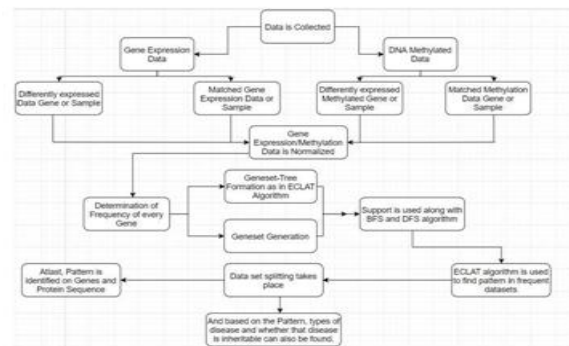 Data is Collected
Gene Expression
Data
DNA Methylated
Data
Differently expressed
Data Gene or Sample
Matched Gene
Expression Data or
Sample
Differently expressed
Methylated Gene or
Sample
Matched Methylation
Data Gene or
Sample
Gene
Expression/Methylation
Data is Normalized
Determination of
Frequency of every
Gene
Geneset-Tree
Formation as in ECLAT
Algorithm
Geneset Generation
Support is used along with
BFS and DFS algorithm
Atlast, Pattern is
identified on Genes and
Protein Sequence
Data set splitting takes
place
ECLAT algorithm is used
to find pattern in frequent
datasets.
And based on the Pattern, types of
disease and whether that disease
is inheritable can also be found.